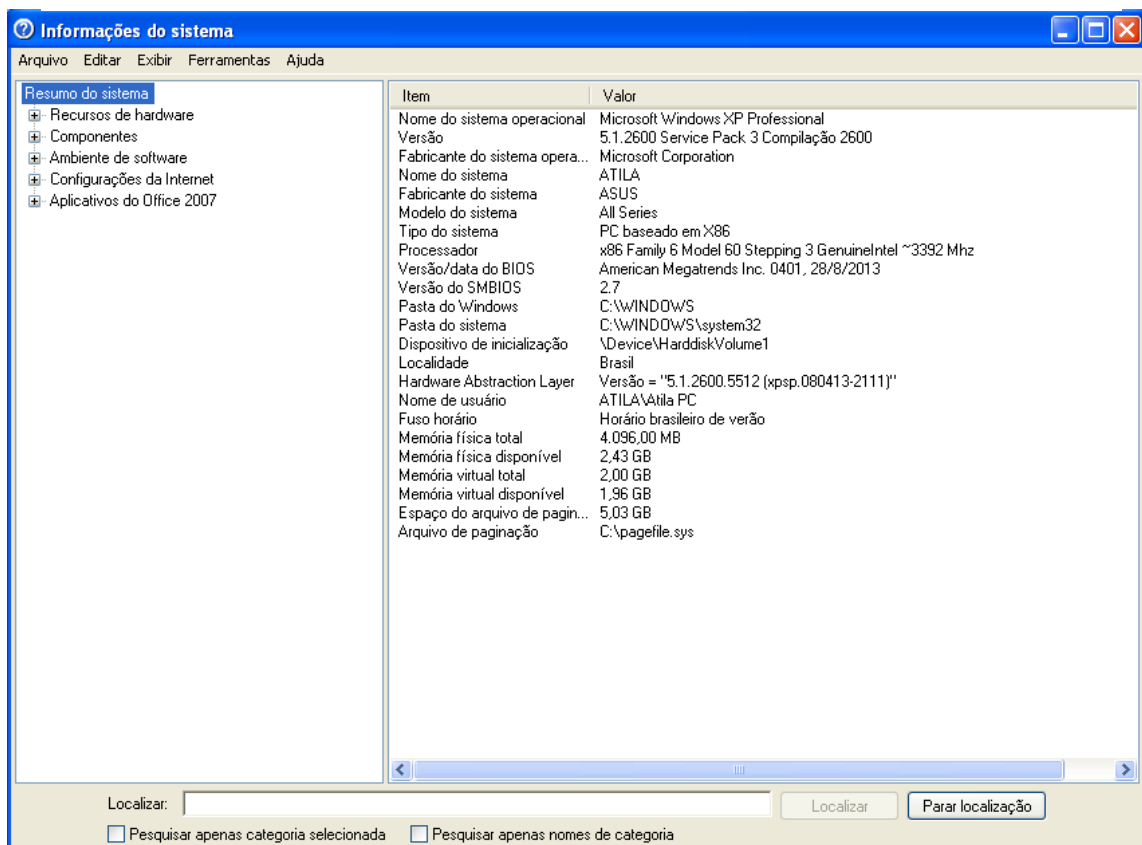 Informações do sistema
Arquivo Editar Exibir Ferramentas Ajuda
Resumo do sistema
Recursos de hardware
Componentes
Ambiente de software
Configurações da Internet
Aplicativos do Office 2007
Item Valor
Nome do sistema operacional Microsoft Windows XP Professional
Versão 5.1.2600 Service Pack 3 Compilação 2600
Fabricante do sistema opera... Microsoft Corporation
Nome do sistema ATILA
Fabricante do sistema ASUS
Modelo do sistema All Series
Tipo do sistema PC baseado em X86
Processador x86 Family 6 Model 60 Stepping 3 GenuineIntel ~3392 Mhz
Versão/data do BIOS American Megatrends Inc. 0401, 28/8/2013
Versão do SMBIOS 2.7
Pasta do Windows C:\WINDOWS
Pasta do sistema C:\WINDOWS\system32
Dispositivo de inicialização \Device\HarddiskVolume1
Localidade Brasil
Hardware Abstraction Layer Versão = "5.1.2600.5512 (xpsp.080413-2111)"
Nome de usuário ATILA\Atila PC
Fuso horário Horário brasileiro de verão
Memória física total 4.096,00 MB
Memória física disponível 2,43 GB
Memória virtual total 2,00 GB
Memória virtual disponível 1,96 GB
Espaço do arquivo de pagin... 5,03 GB
Arquivo de paginação C:\pagefile.sys
Localizar: Localizar Parar localização
Pesquisar apenas categoria selecionada Pesquisar apenas nomes de categoria